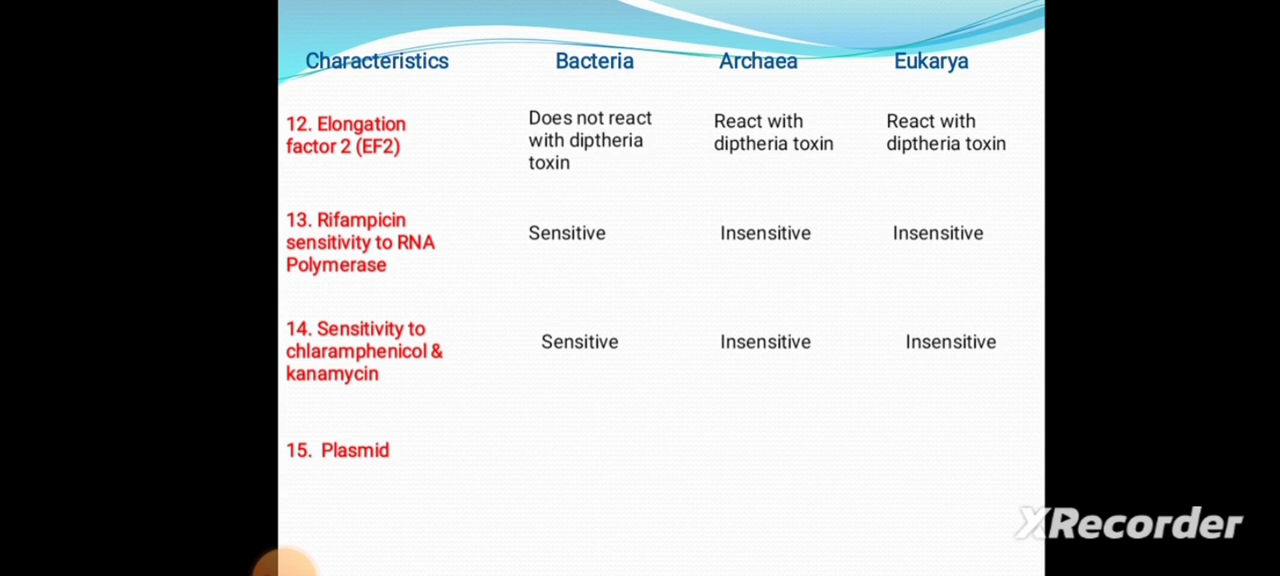 Characteristics Bacteria Archaea Eukarya
12. Elongation
factor 2 (EF2)
Does not react
with diptheria
toxin
React with
diptheria toxin
React with
diptheria toxin
13. Rifampicin
sensitivity to RNA
Polymerase
Sensitive
Insensitive
Insensitive
14. Sensitivity to
chlaramphenicol &
kanamycin
Sensitive
Insensitive
Insensitive
15. Plasmid
XRecorder